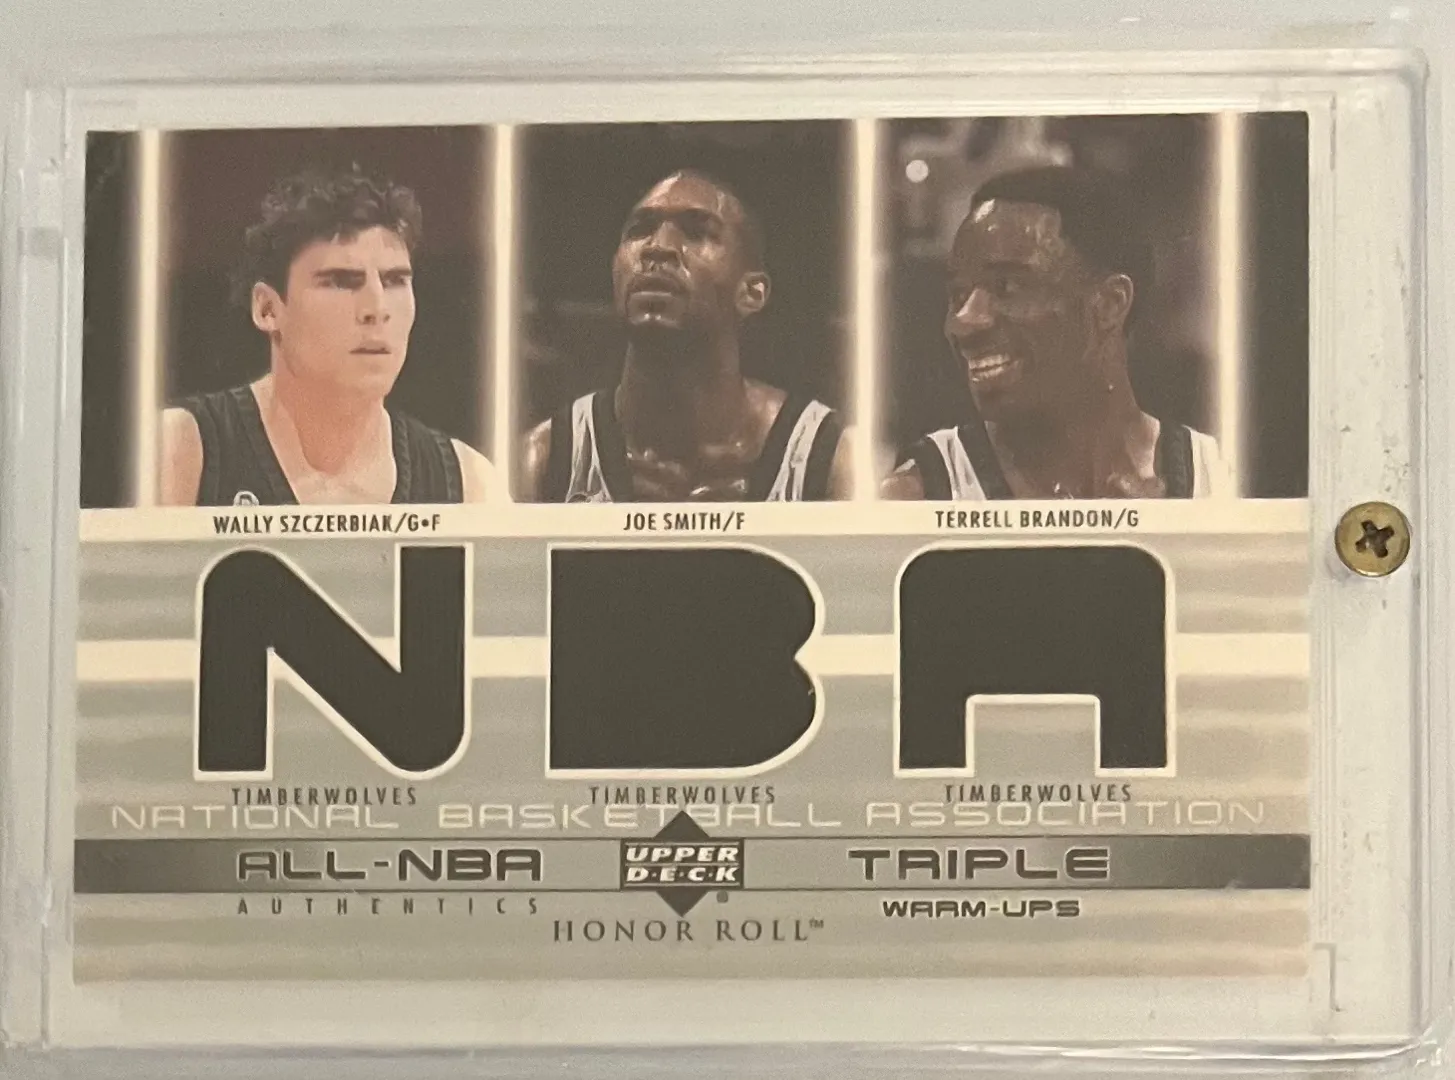 WALLY SZCZERBIAK/G•F
JOE SMITH/F
TERRELL BRANDON/G
NBA
TIMBERWOLVES
TIMBERWOLVES
TIMBERWOLVES
NATIONAL BASKETBALL ASSOCIATION
ALL-NBA
AUTHENTICS
UPPER
D•E•C•K
HONOR ROLL™
TRIPLE
WARM-UPS